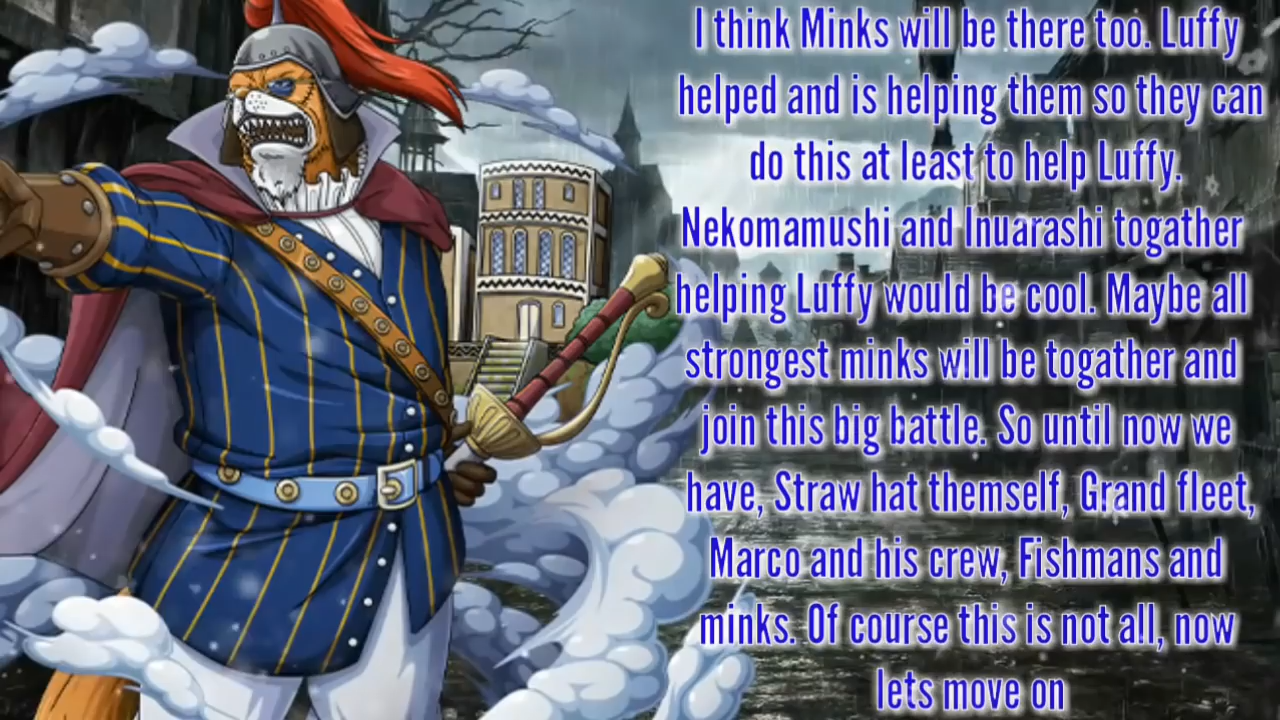 I think Minks will be there too. Luffy
helped and is helping them so they can
do this at least to help Luffy.
Nekomamushi and Inuarashi togather
helping Luffy would be cool. Maybe all
strongest minks will be togather and
join this big battle. So until now we
have, Straw hat themself, Grand fleet,
Marco and his crew, Fishmans and
minks. Of course this is not all, now
lets move on